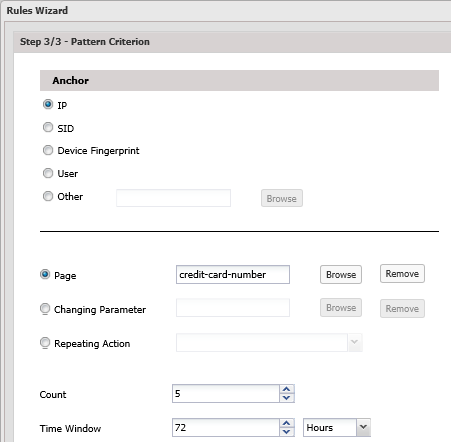 Rules Wizard
Step 3/3 - Pattern Criterion
Anchor
IP
SID
Device Fingerprint
User
Other Browse
Page credit-card-number Browse Remove
Changing Parameter Browse Remove
Repeating Action
Count 5
Time Window 72 Hours